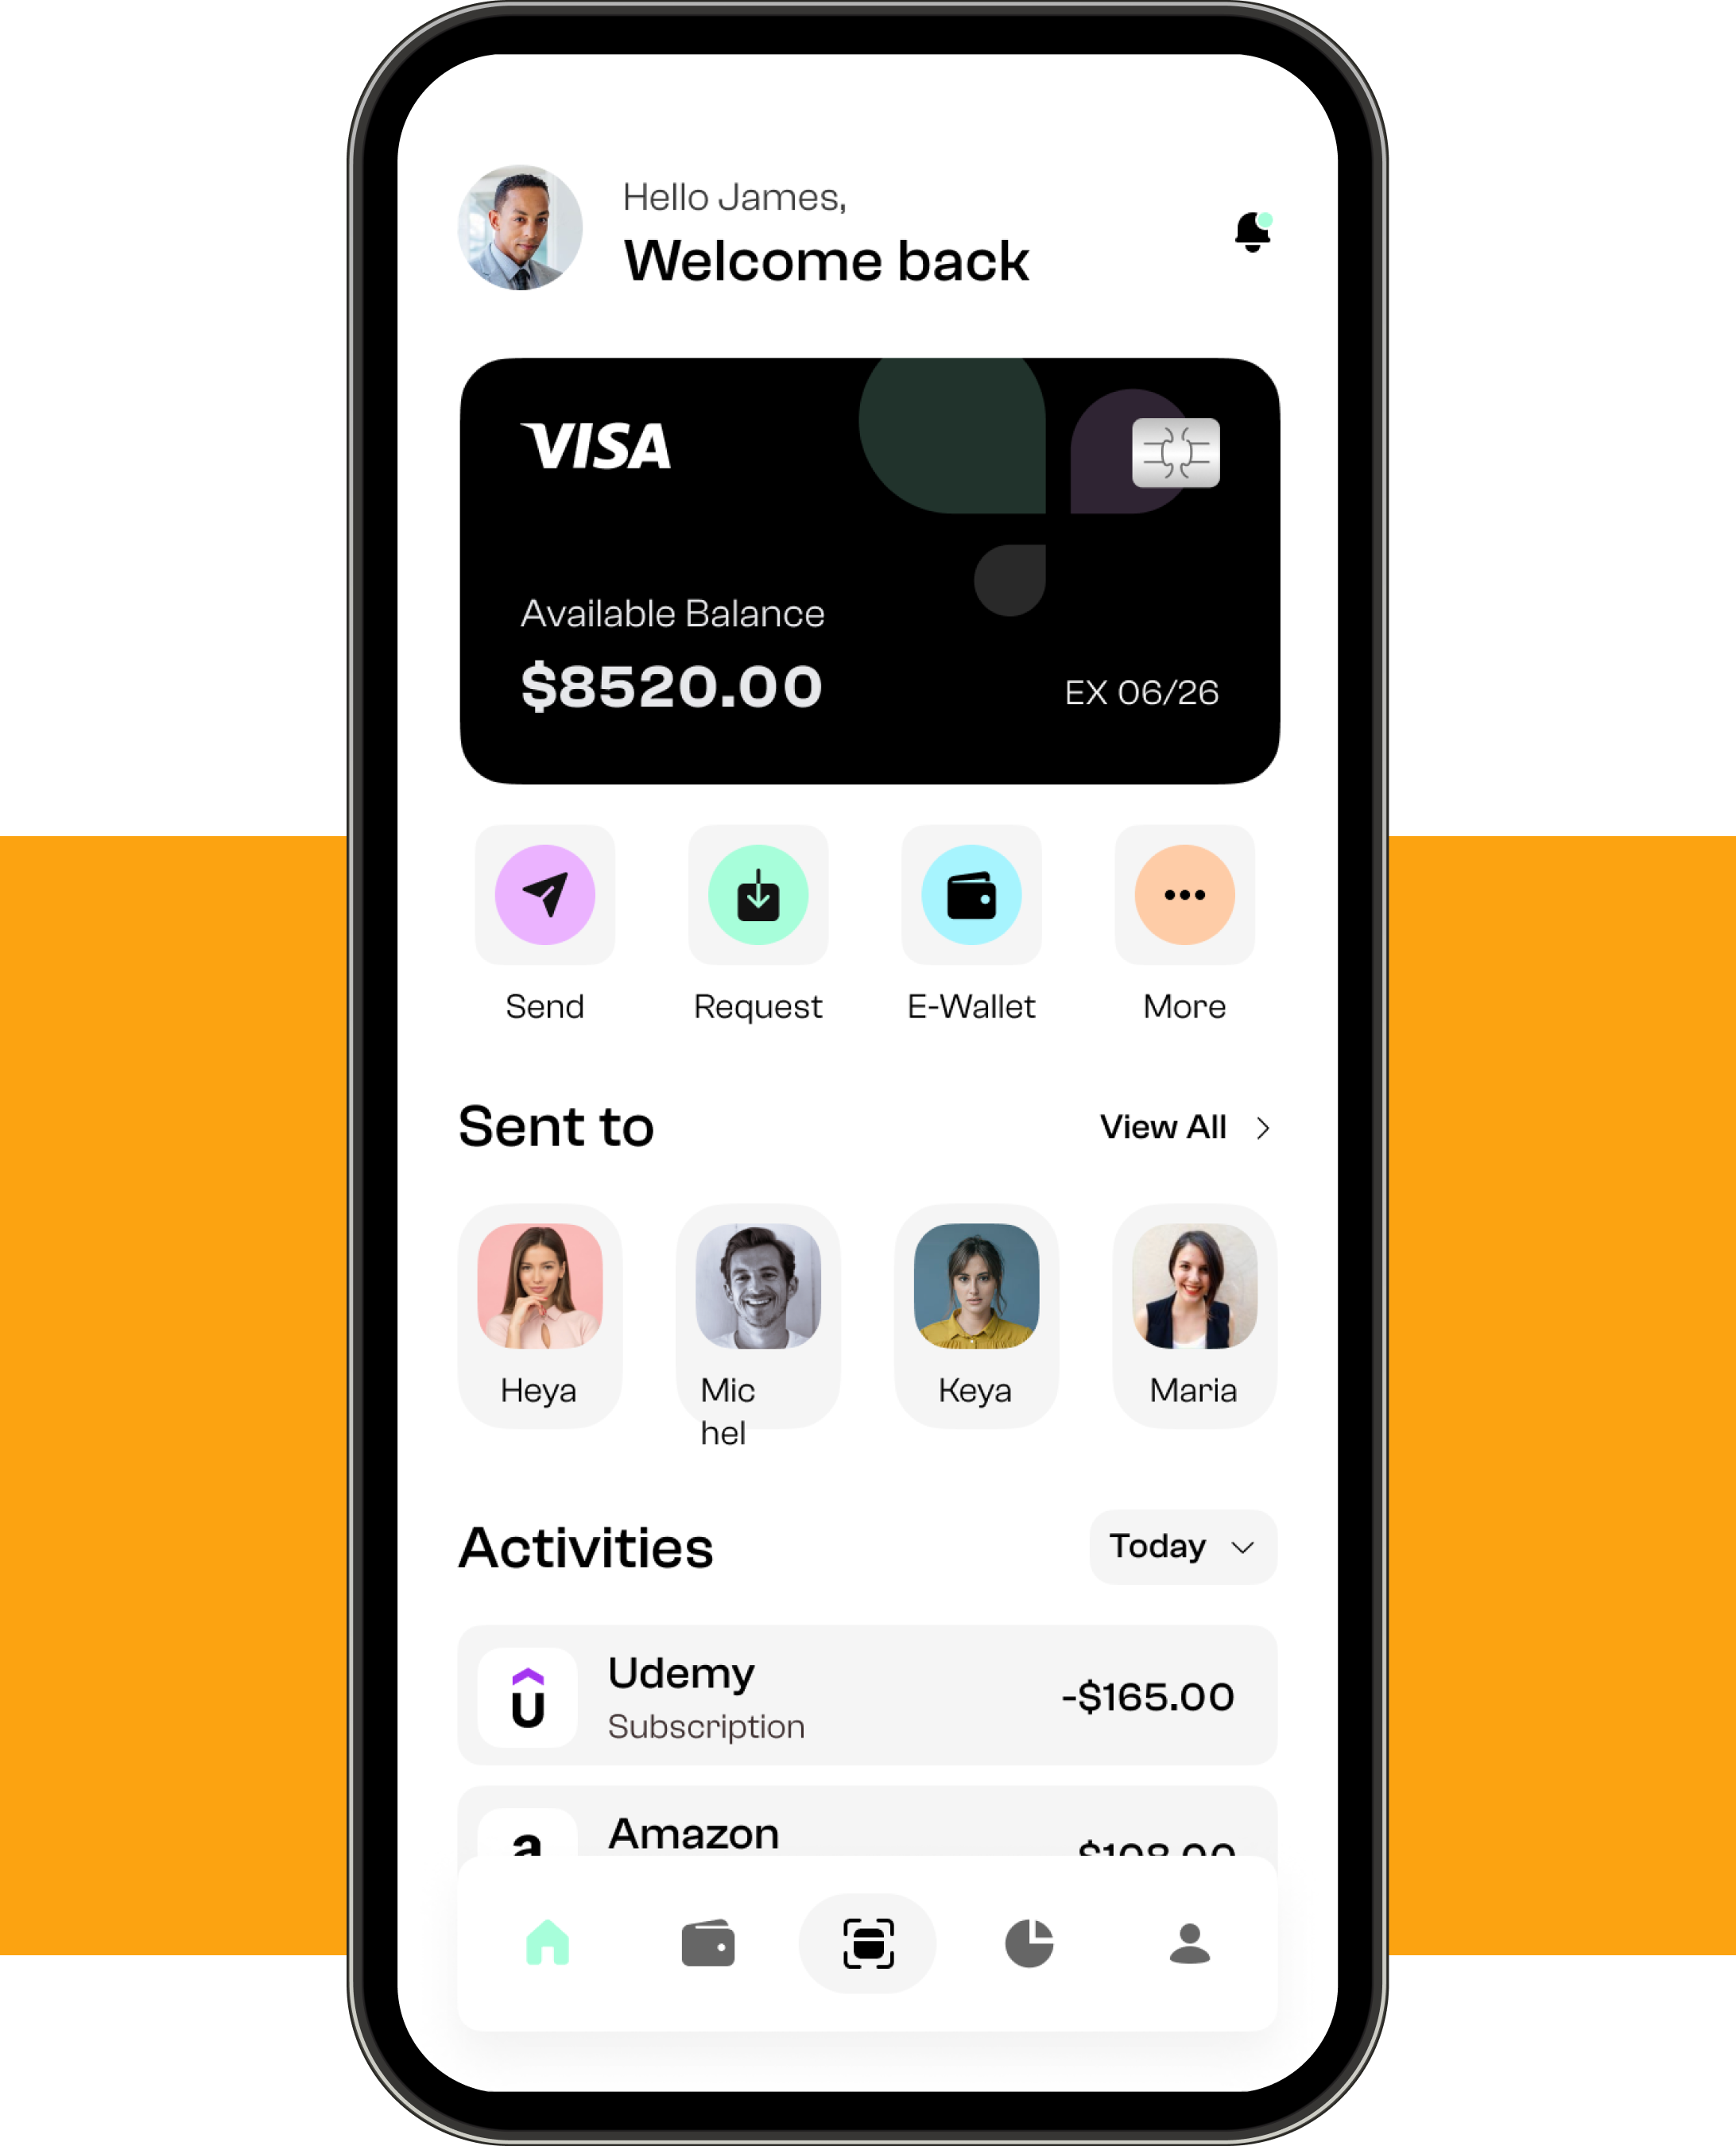 Hello James,
Welcome back
VISA
Available Balance
$8520.00
EX 06/26
Send
Request
E-Wallet
More
Sent to
View All
Heya
Mic
hel
Keya
Maria
Activities
Today
Udemy
Subscription
-$165.00
Amazon